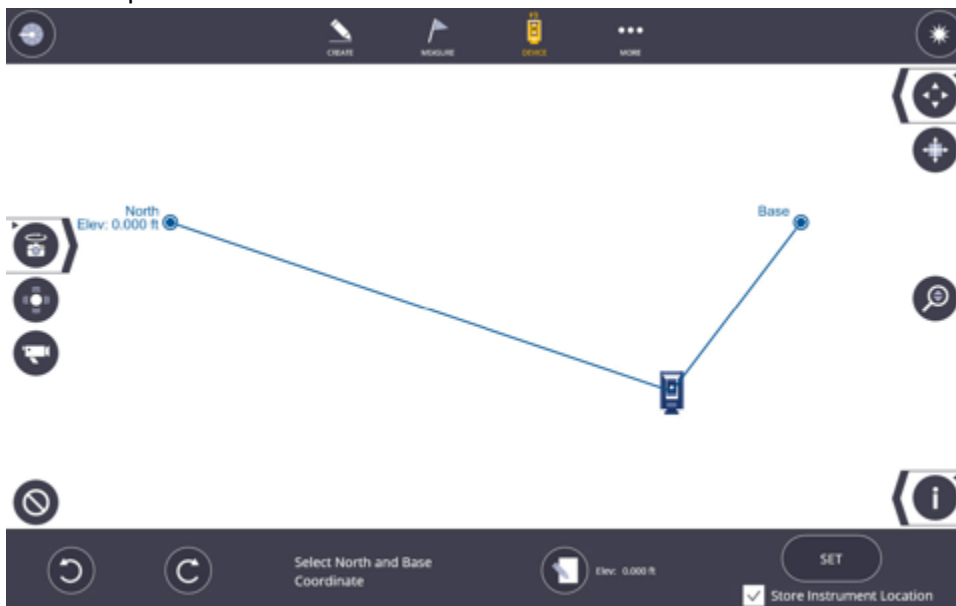 CREATE
MEASURE
DEVICE
MORE
North
Elev: 0.000 ft
Base
Select North and Base
Coordinate
Elev: 0.000 ft
SET
Store Instrument Location